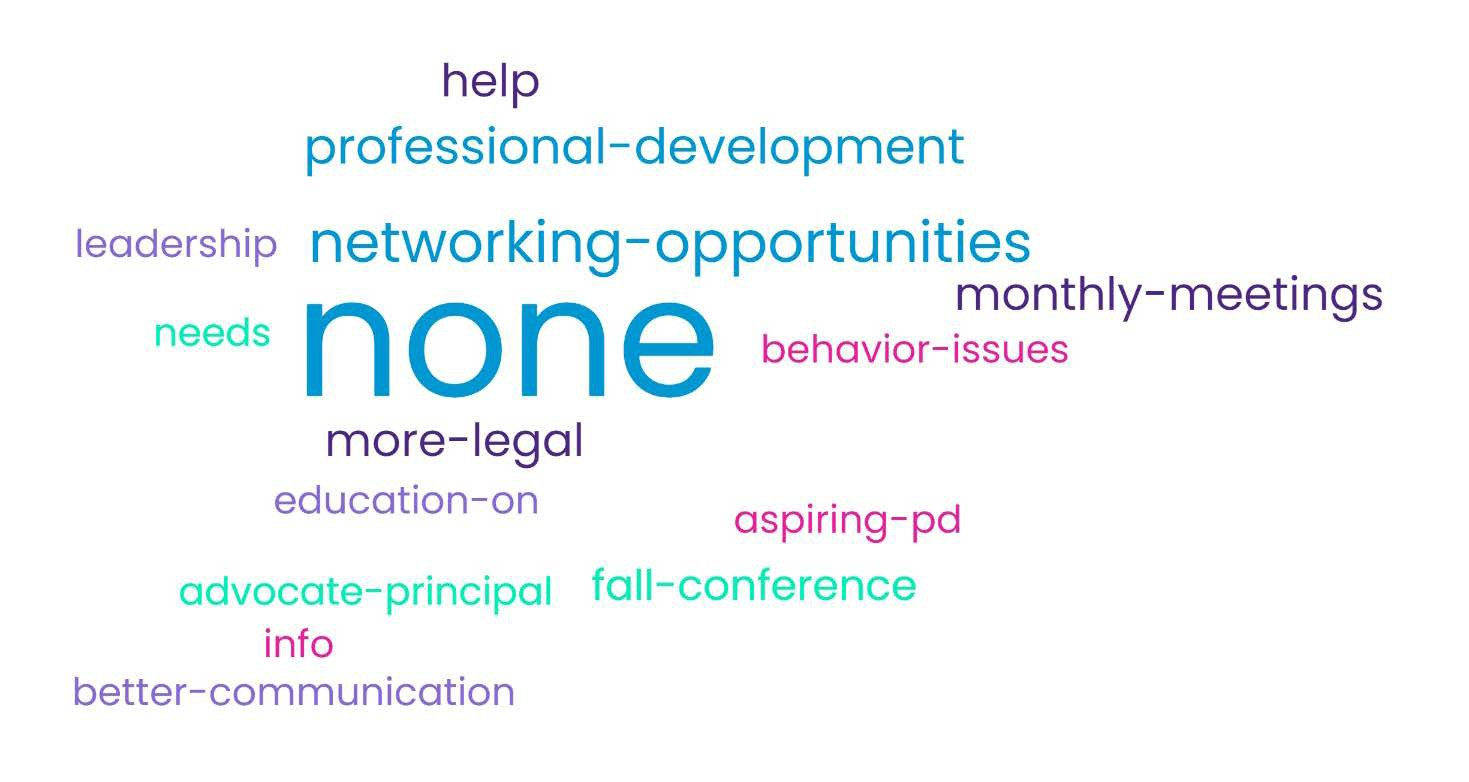 help
professional-development
leadership
networking-opportunities
monthly-meetings
needs
none
behavior-issues
more-legal
education-on
aspiring-pd
advocate-principal
fall-conference
info
better-communication